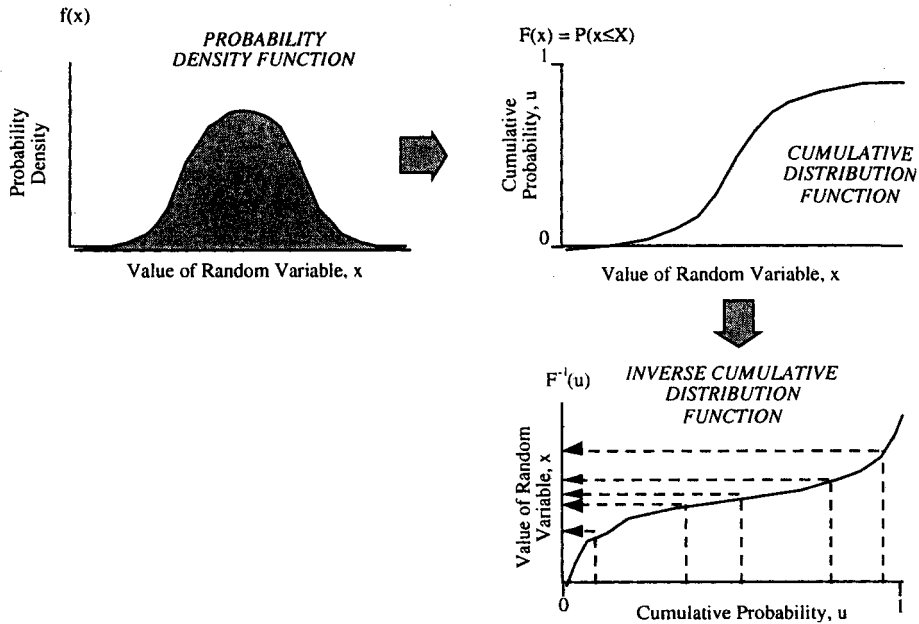 f(x)
PROBABILITY
DENSITY FUNCTION
Probability
Density
Value of Random Variable, x
F(x) = P(x≤X)
1
Cumulative
Probability, u
0
CUMULATIVE
DISTRIBUTION
FUNCTION
Value of Random Variable, x
F⁻¹(u)
INVERSE CUMULATIVE
DISTRIBUTION
FUNCTION
Value of Random
Variable, x
0
1
Cumulative Probability, u